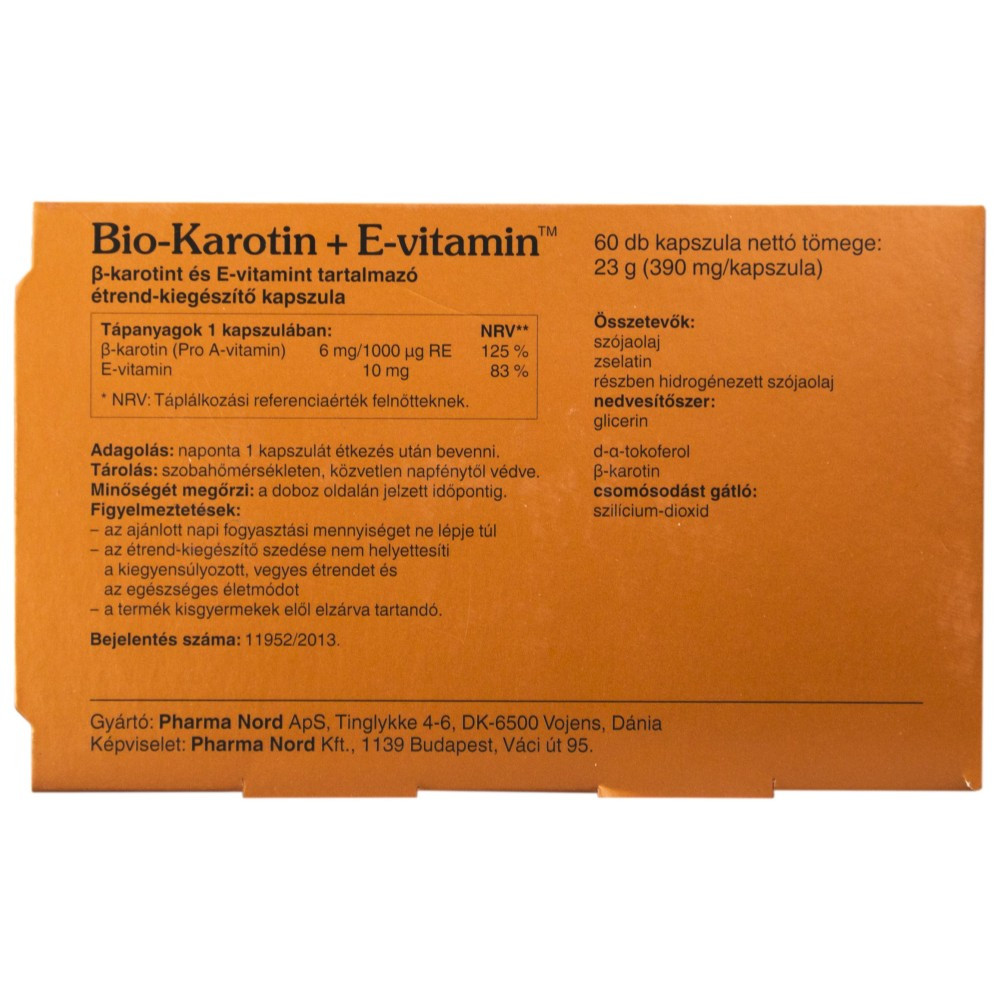 Bio-Karotin + E-vitamin™
β-karotint és E-vitamint tartalmazó
étrend-kiegészítő kapszula
Tápanyagok 1 kapszulában: NRV**
β-karotin (Pro A-vitamin) 6 mg/1000 µg RE 125 %
E-vitamin 10 mg 83 %
* NRV: Táplálkozási referenciaérték felnőtteknek.
Adagolás: naponta 1 kapszulát étkezés után bevenni.
Tárolás: szobahőmérsékleten, közvetlen napfénytől védve.
Minőségét megőrzi: a doboz oldalán jelzett időpontig.
Figyelmeztetések:
– az ajánlott napi fogyasztási mennyiséget ne lépje túl
– az étrend-kiegészítő szedése nem helyettesíti
a kiegyensúlyozott, vegyes étrendet és
az egészséges életmódot
– a termék kisgyermekek elől elzárva tartandó.
Bejelentés száma: 11952/2013.
60 db kapszula nettó tömege:
23 g (390 mg/kapszula)
Összetevők:
szójaolaj
zselatin
részben hidrogénezett szójaolaj
nedvesítőszer:
glicerin
d-α-tokoferol
β-karotin
csomósodást gátló:
szilícium-dioxid
Gyártó: Pharma Nord ApS, Tinglykke 4-6, DK-6500 Vojens, Dánia
Képviselet: Pharma Nord Kft., 1139 Budapest, Váci út 95.